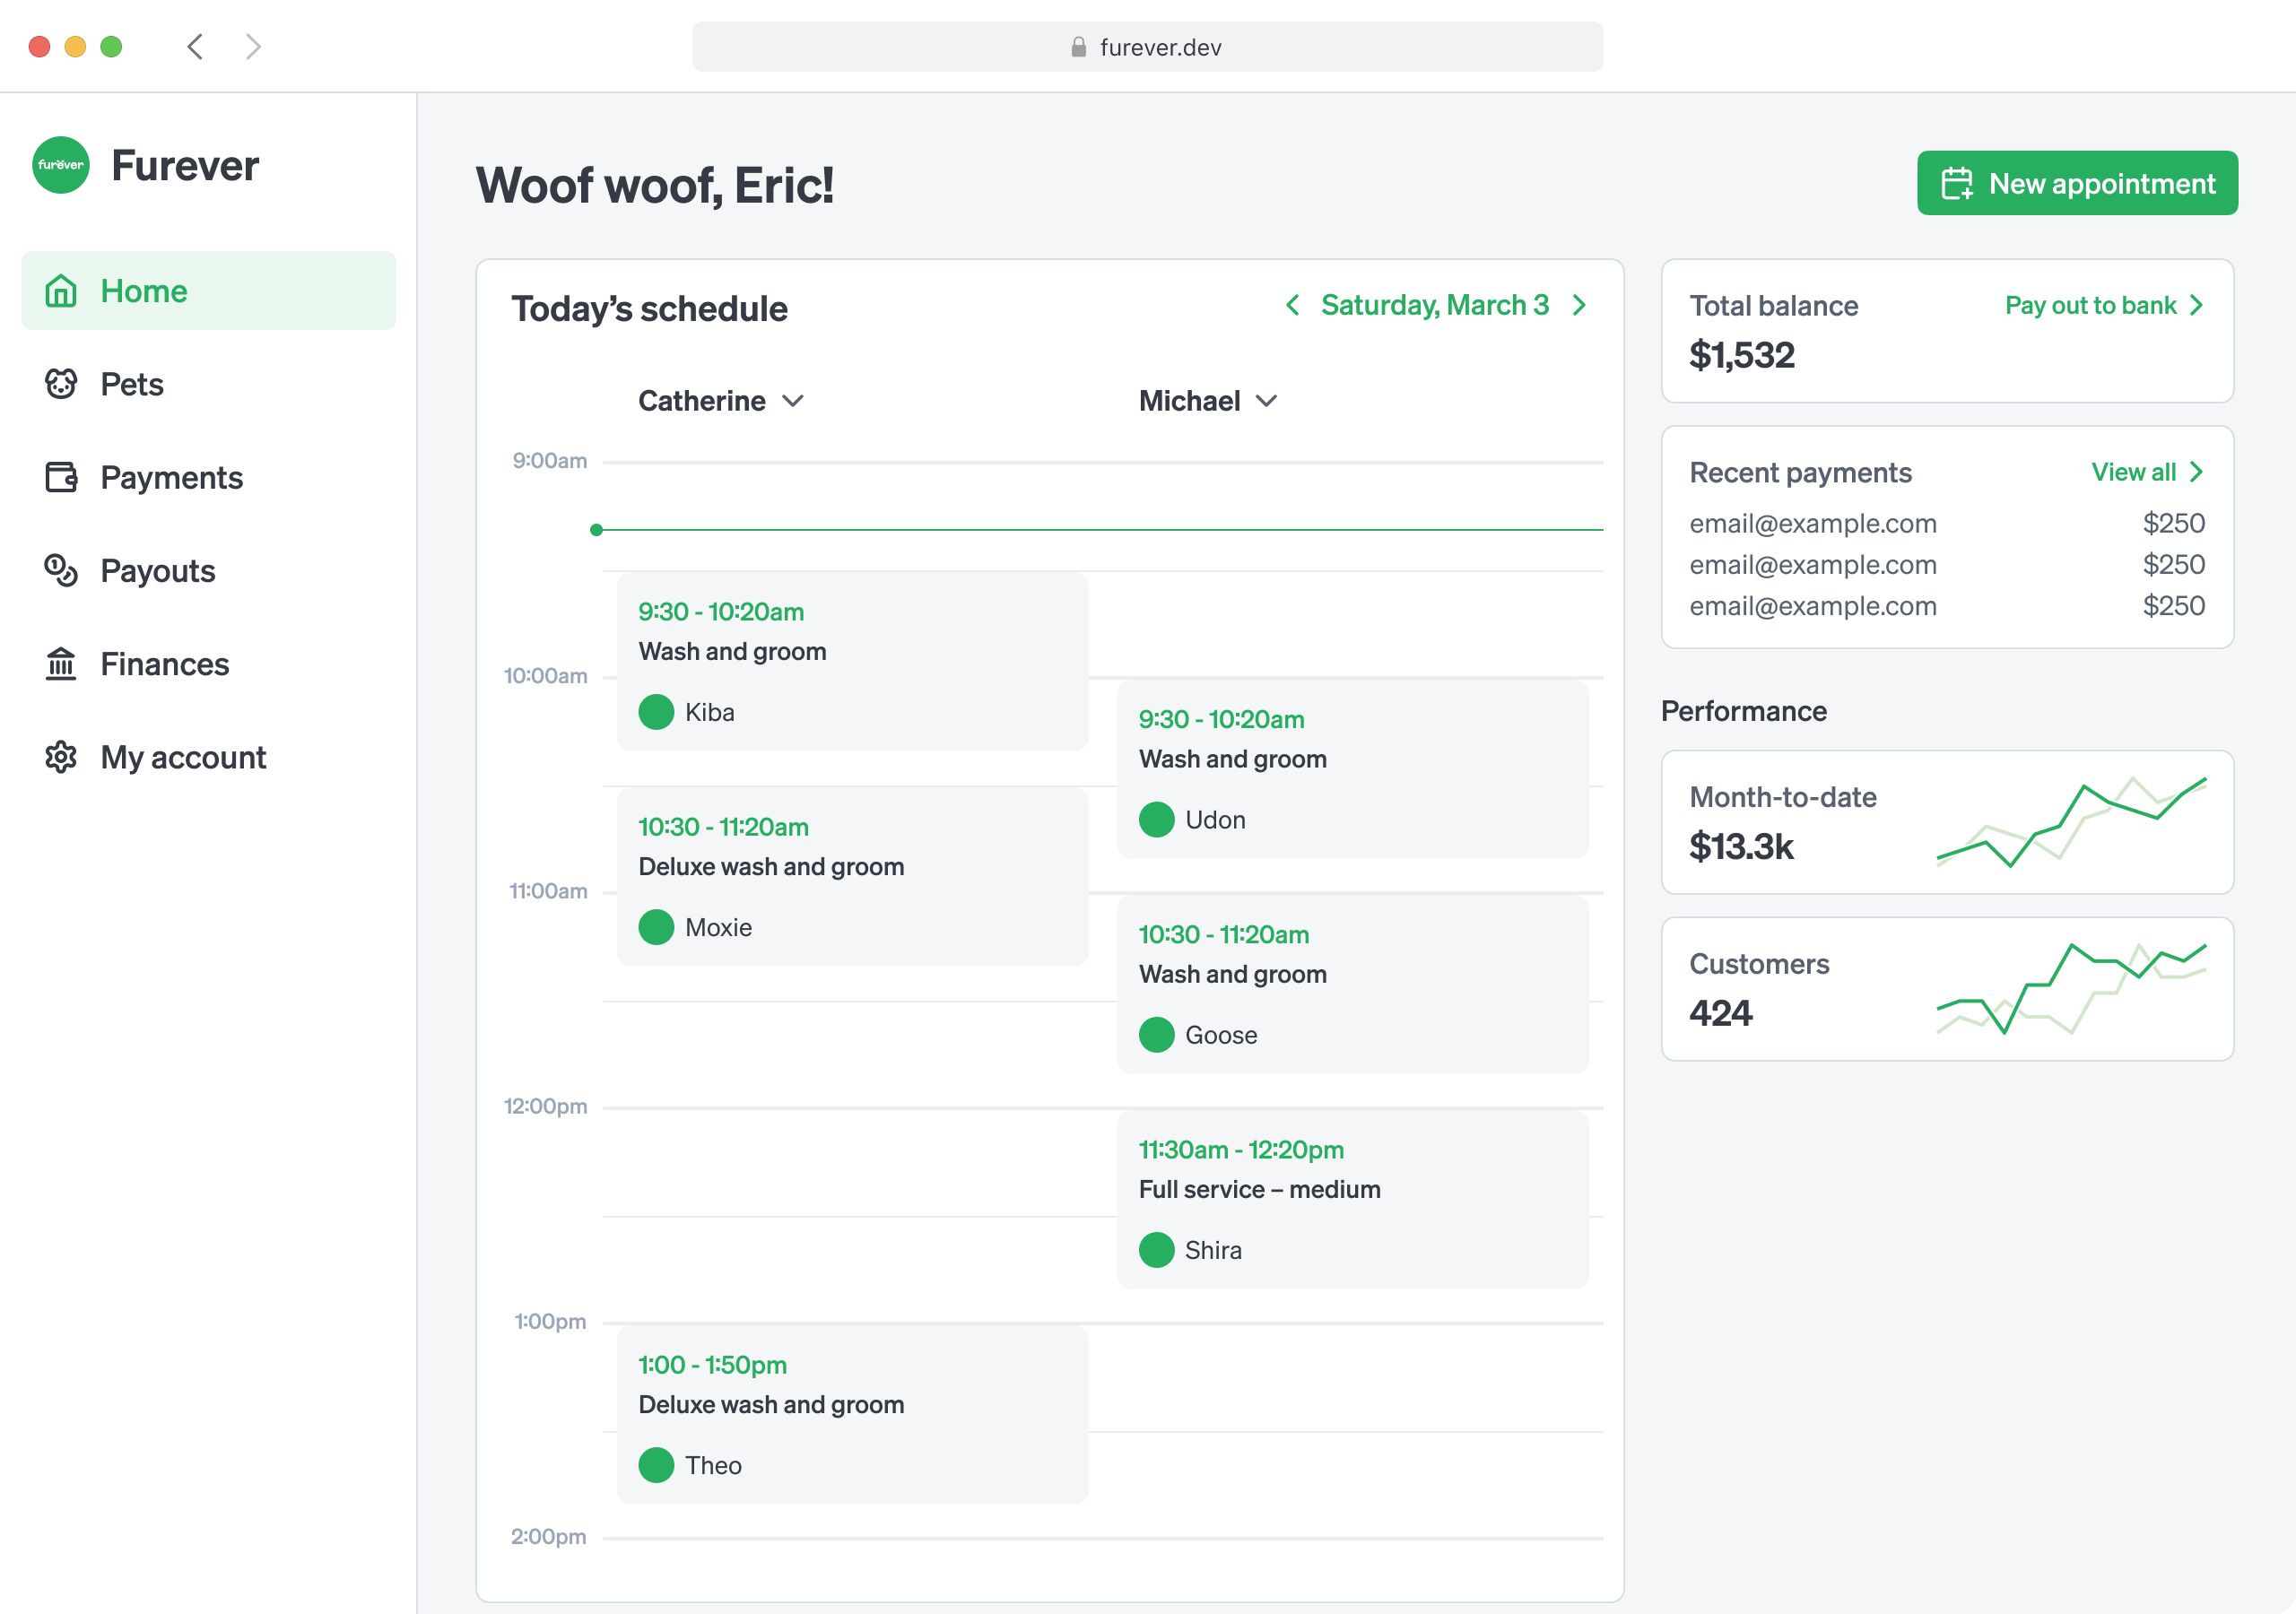 furever.dev
furever
Furever
Home
Pets
Payments
Payouts
Finances
My account
Woof woof, Eric!
New appointment
Today’s schedule
Saturday, March 3
Catherine
Michael
9:00am
9:30 - 10:20am
Wash and groom
Kiba
10:00am
9:30 - 10:20am
Wash and groom
Udon
10:30 - 11:20am
Deluxe wash and groom
Moxie
11:00am
10:30 - 11:20am
Wash and groom
Goose
12:00pm
11:30am - 12:20pm
Full service – medium
Shira
1:00pm
1:00 - 1:50pm
Deluxe wash and groom
Theo
2:00pm
Total balance
Pay out to bank
$1,532
Recent payments
View all
email@example.com $250
email@example.com $250
email@example.com $250
Performance
Month-to-date
$13.3k
Customers
424